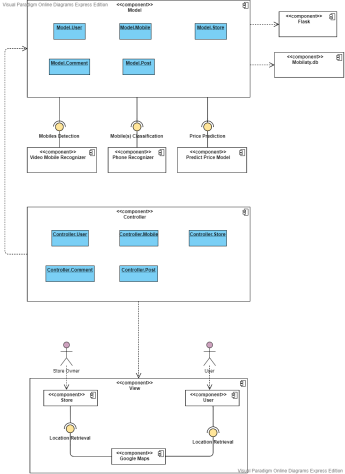 Visual Paradigm Online Diagrams Express Edition
<<component>>
Model
Model.User
Model.Mobile
Model.Store
Model.Comment
Model.Post
<<component>>
Flask
<<component>>
Mobilaty.db
Mobiles Detection
Mobile(s) Classification
Price Prediction
<<component>>
Video Mobile Recognizer
<<component>>
Phone Recognizer
<<component>>
Predict Price Model
<<component>>
Controller
Controller.User
Controller.Mobile
Controller.Store
Controller.Comment
Controller.Post
Store Owner
User
<<component>>
View
<<component>>
Store
<<component>>
User
Location Retrieval
Location Retrieval
<<component>>
Google Maps
Visual Paradigm Online Diagrams Express Edition